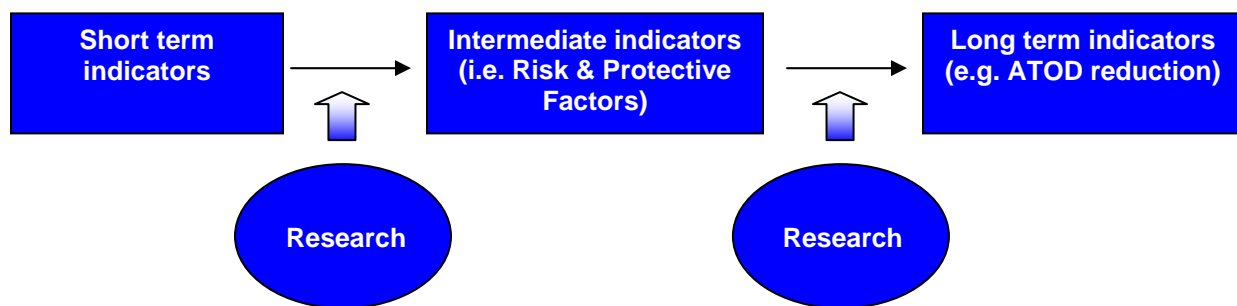 Short term
indicators
Intermediate indicators
(i.e. Risk & Protective
Factors)
Long term indicators
(e.g. ATOD reduction)
Research
Research